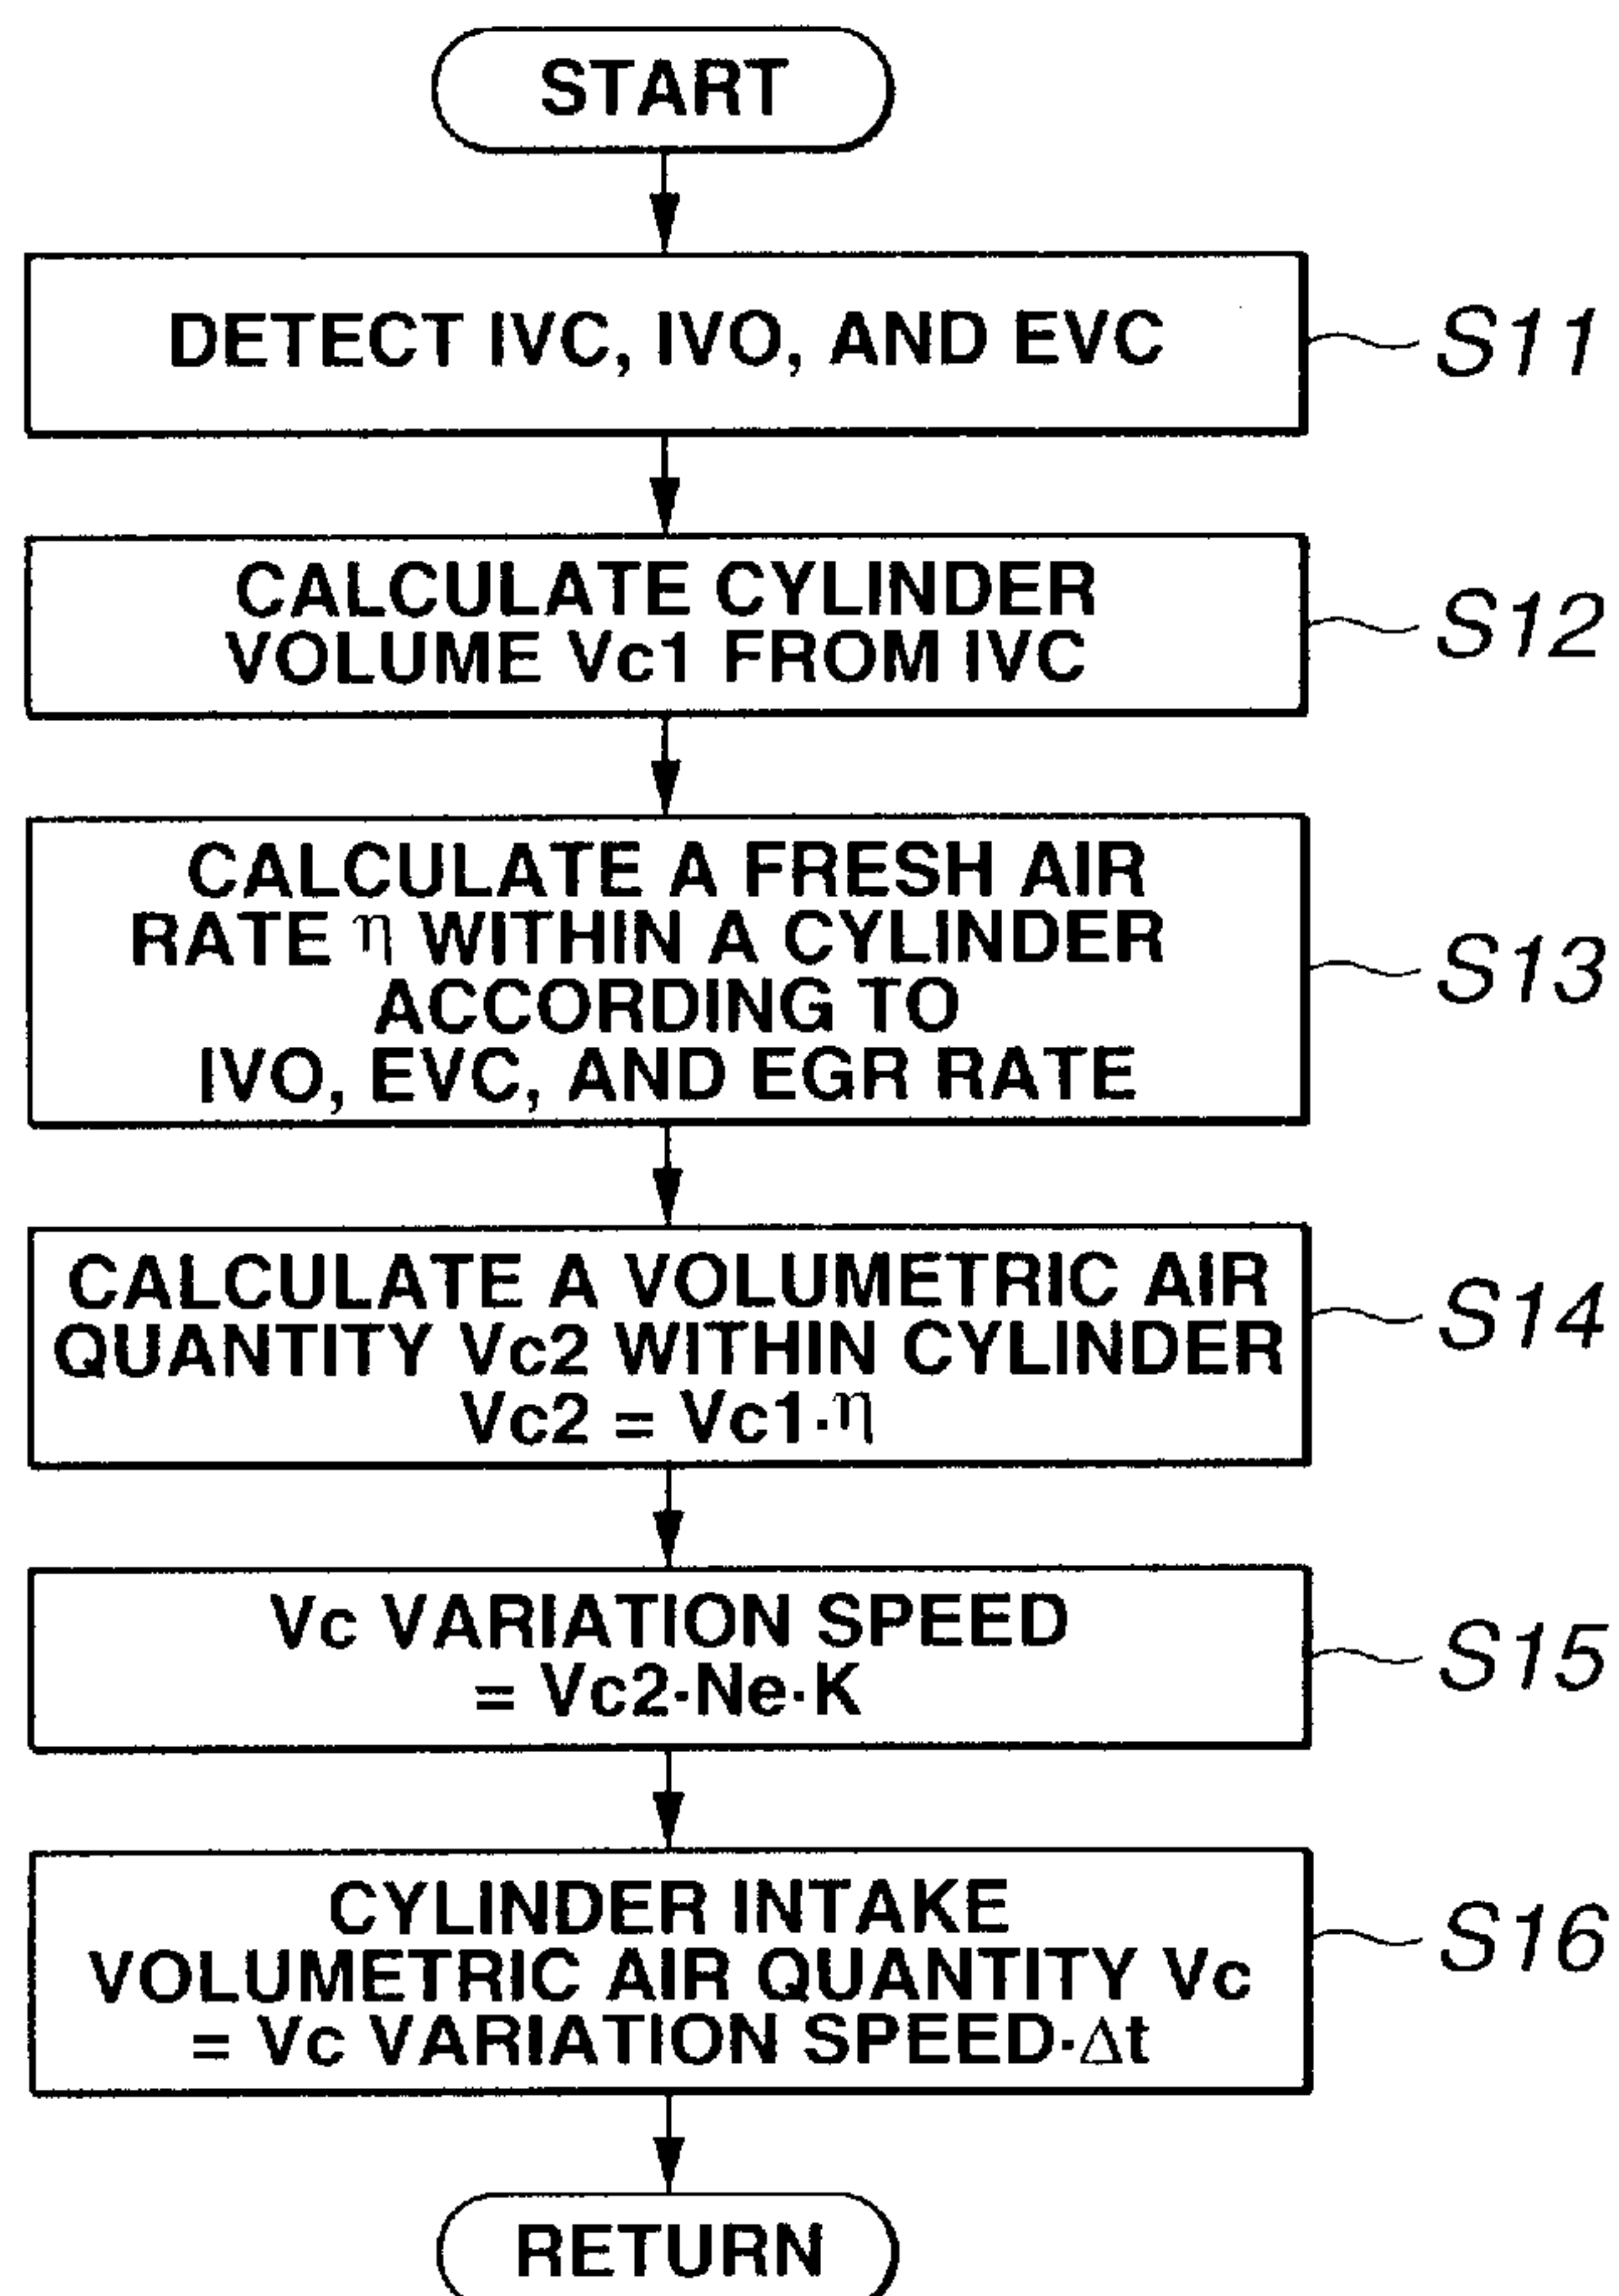 START
DETECT IVC, IVO, AND EVC
S11
CALCULATE CYLINDER
VOLUME Vc1 FROM IVC
S12
CALCULATE A FRESH AIR
RATE η WITHIN A CYLINDER
ACCORDING TO
IVO, EVC, AND EGR RATE
S13
CALCULATE A VOLUMETRIC AIR
QUANTITY Vc2 WITHIN CYLINDER
Vc2 = Vc1·η
S14
Vc VARIATION SPEED
= Vc2·Ne·K
S15
CYLINDER INTAKE
VOLUMETRIC AIR QUANTITY Vc
= Vc VARIATION SPEED·Δt
S16
RETURN